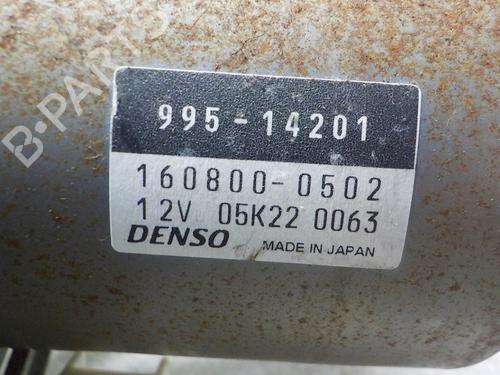 B-PARTS
995-14201
160800-0502
12V 05K22 0063
DENSO MADE IN JAPAN